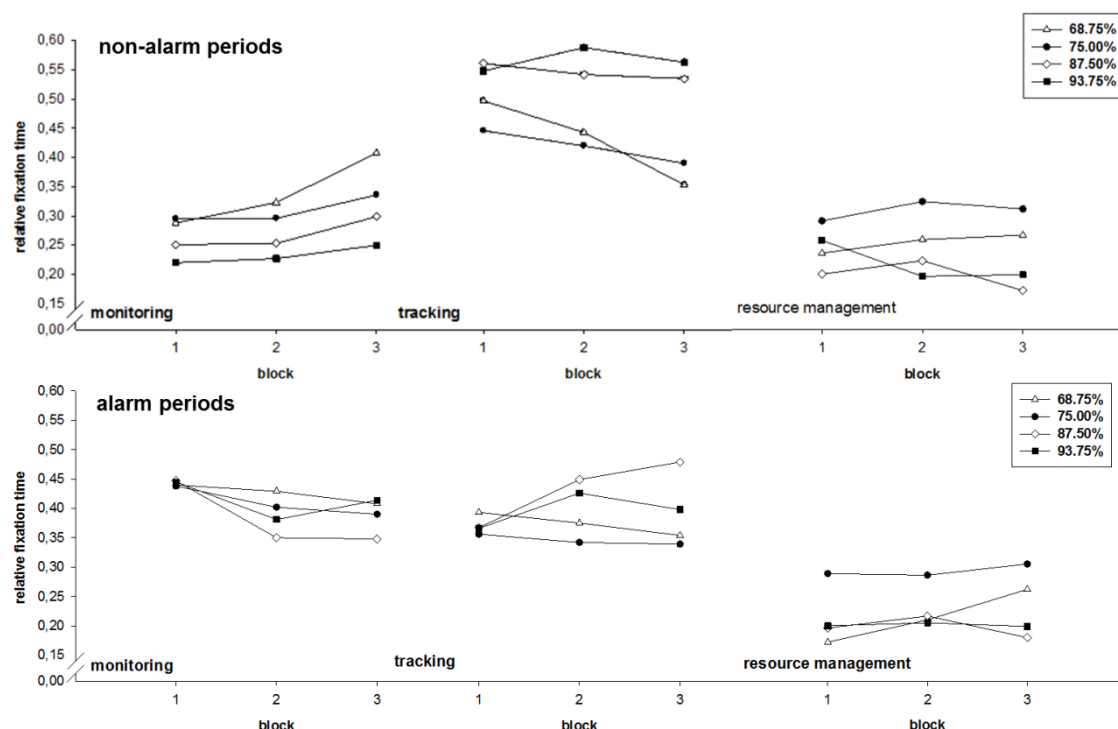 non-alarm periods
68.75%
75.00%
87.50%
93.75%
relative fixation time
0,60
0,55
0,50
0,45
0,40
0,35
0,30
0,25
0,20
0,15
0,00
monitoring
tracking
resource management
1 2 3 1 2 3 1 2 3
block block block
alarm periods
68.75%
75.00%
87.50%
93.75%
relative fixation time
0,60
0,55
0,50
0,45
0,40
0,35
0,30
0,25
0,20
0,15
0,00
monitoring
tracking
resource management
1 2 3 1 2 3 1 2 3
block block block